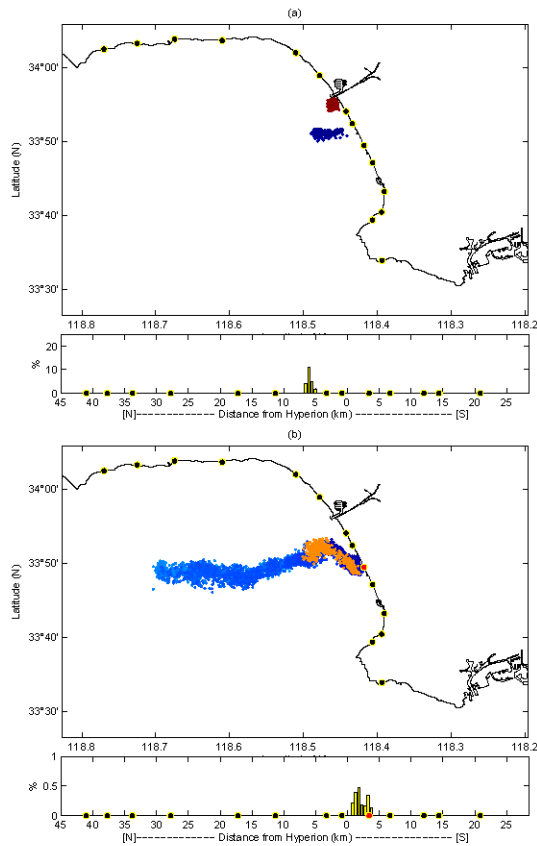 (a)
34°00'
33°50'
33°40'
33°30'
Latitude (N)
118.8 118.7 118.6 118.5 118.4 118.3 118.2
20
10
0
%
45 40 35 30 25 20 15 10 5 0 5 10 15 20 25
[N]--------------- Distance from Hyperion (km) ------------------ [S]
(b)
34°00'
33°50'
33°40'
33°30'
Latitude (N)
118.8 118.7 118.6 118.5 118.4 118.3 118.2
1
0.5
0
%
45 40 35 30 25 20 15 10 5 0 5 10 15 20 25
[N]--------------- Distance from Hyperion (km) ------------------ [S]